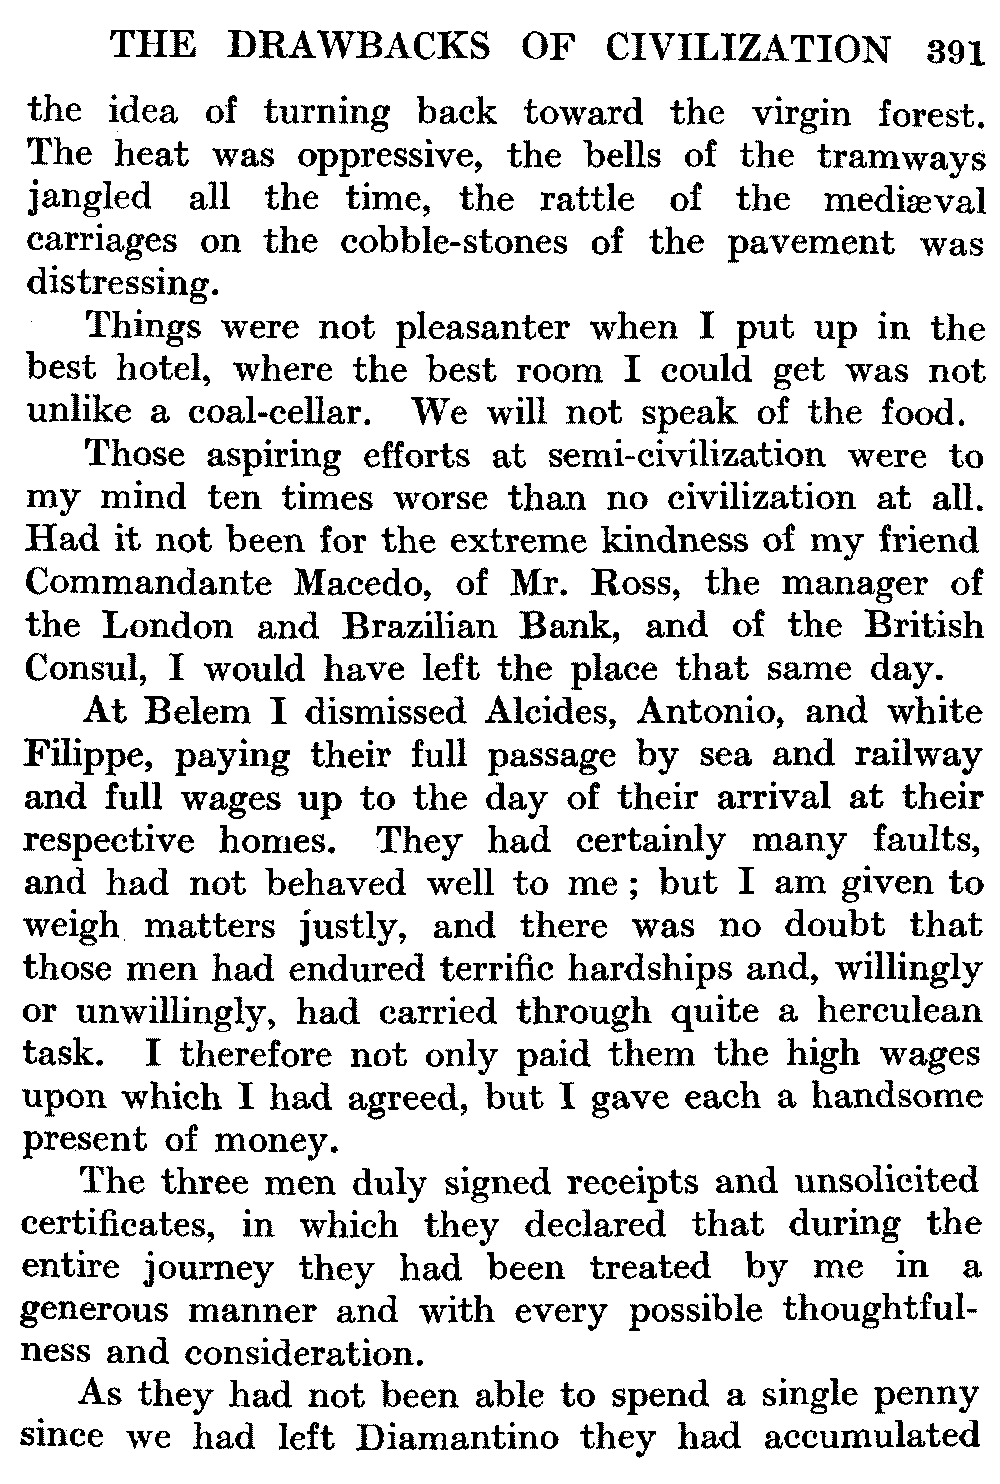 THE DRAWBACKS OF CIVILIZATION 391
the idea of turning back toward the virgin forest.
The heat was oppressive, the bells of the tramways
jangled all the time, the rattle of the mediæval
carriages on the cobble-stones of the pavement was
distressing.
Things were not pleasanter when I put up in the
best hotel, where the best room I could get was not
unlike a coal-cellar. We will not speak of the food.
Those aspiring efforts at semi-civilization were to
my mind ten times worse than no civilization at all.
Had it not been for the extreme kindness of my friend
Commandante Macedo, of Mr. Ross, the manager of
the London and Brazilian Bank, and of the British
Consul, I would have left the place that same day.
At Belem I dismissed Alcides, Antonio, and white
Filippe, paying their full passage by sea and railway
and full wages up to the day of their arrival at their
respective homes. They had certainly many faults,
and had not behaved well to me; but I am given to
weigh matters justly, and there was no doubt that
those men had endured terrific hardships and, willingly
or unwillingly, had carried through quite a herculean
task. I therefore not only paid them the high wages
upon which I had agreed, but I gave each a handsome
present of money.
The three men duly signed receipts and unsolicited
certificates, in which they declared that during the
entire journey they had been treated by me in a
generous manner and with every possible thoughtful-
ness and consideration.
As they had not been able to spend a single penny
since we had left Diamantino they had accumulated